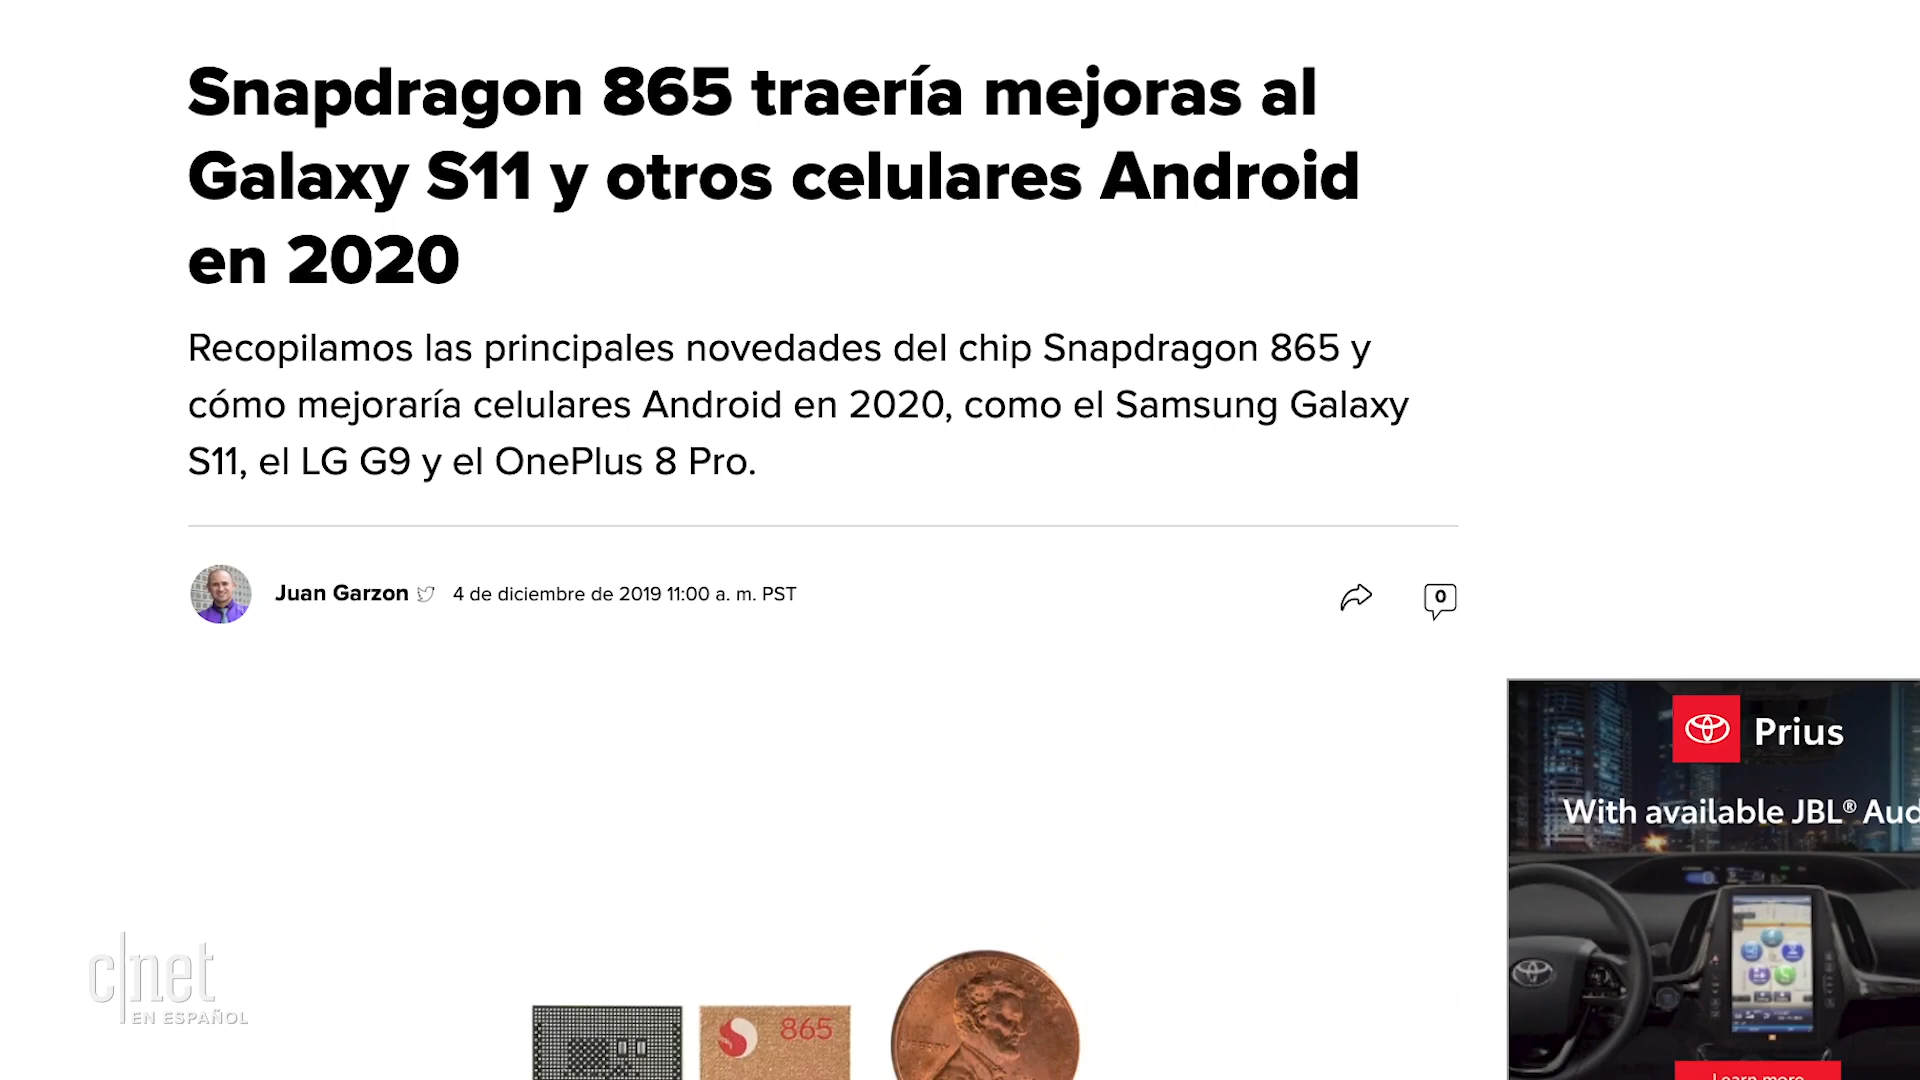 Snapdragon 865 traería mejoras al
Galaxy S11 y otros celulares Android
en 2020
Recopilamos las principales novedades del chip Snapdragon 865 y
cómo mejoraría celulares Android en 2020, como el Samsung Galaxy
S11, el LG G9 y el OnePlus 8 Pro.
Juan Garzon 4 de diciembre de 2019 11:00 a. m. PST
0
Prius
With available JBL® Aud
Learn more
865
LIBERTY
c|net
EN ESPAÑOL